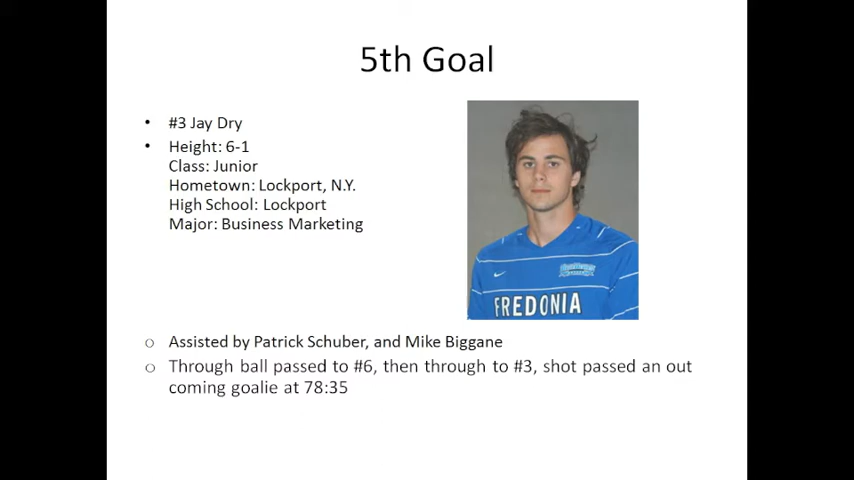 5th Goal
• #3 Jay Dry
• Height: 6-1
Class: Junior
Hometown: Lockport, N.Y.
High School: Lockport
Major: Business Marketing
FREDONIA
o Assisted by Patrick Schuber, and Mike Biggane
o Through ball passed to #6, then through to #3, shot passed an out
coming goalie at 78:35